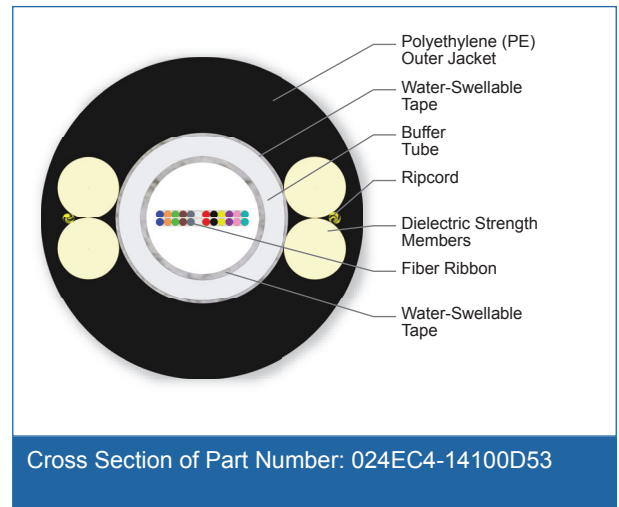 Polyethylene (PE)
Outer Jacket
Water-Swellable
Tape
Buffer
Tube
Ripcord
Dielectric Strength
Members
Fiber Ribbon
Water-Swellable
Tape
Cross Section of Part Number: 024EC4-14100D53